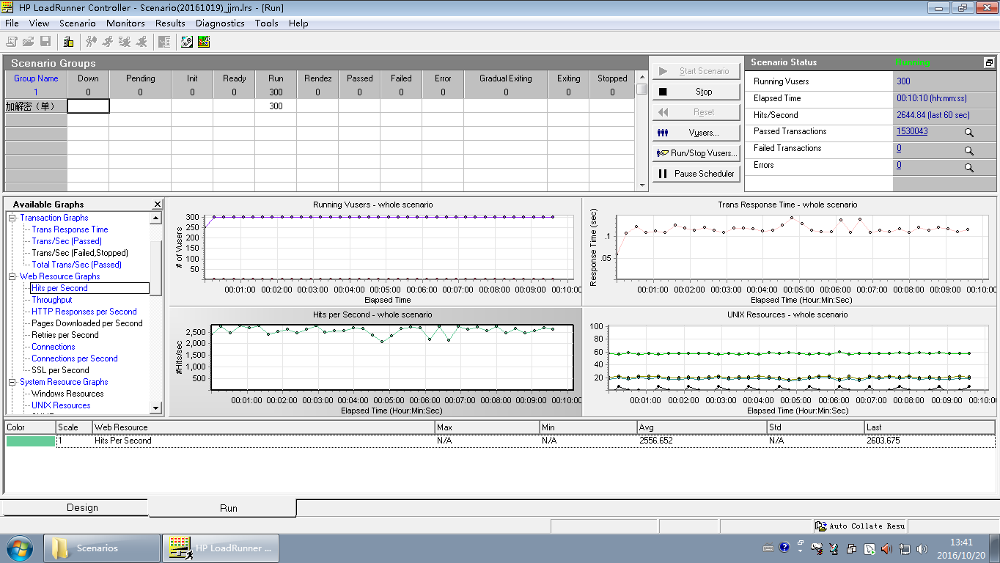 HP LoadRunner Controller - Scenario(20161019)_jjm.lrs - [Run]
File View Scenario Monitors Results Diagnostics Tools Help
Scenario Groups
Group Name Down Pending Init Ready Run Rendez Passed Failed Error Gradual Exiting Exiting Stopped
1 0 0 0 0 300 0 0 0 0 0 0 0
加解密（单） 300
Start Scenario
Stop
Reset
Vusers...
Run/Stop Vusers...
Pause Scheduler
Scenario Status Running
Running Vusers 300
Elapsed Time 00:10:10 (hh:mm:ss)
Hits/Second 2644.84 (last 60 sec)
Passed Transactions 1530043
Failed Transactions 0
Errors 0
Available Graphs
Transaction Graphs
Trans Response Time
Trans/Sec (Passed)
Trans/Sec (Failed,Stopped)
Total Trans/Sec (Passed)
Web Resource Graphs
Hits per Second
Throughput
HTTP Responses per Second
Pages Downloaded per Second
Retries per Second
Connections
Connections per Second
SSL per Second
System Resource Graphs
Windows Resources
UNIX Resources
Running Vusers - whole scenario
# of Vusers
300
250
200
150
100
50
00:01:00 00:02:00 00:03:00 00:04:00 00:05:00 00:06:00 00:07:00 00:08:00 00:09:00 00:10:00
Elapsed Time
Trans Response Time - whole scenario
Response Time (sec)
.1
.05
00:01:00 00:02:00 00:03:00 00:04:00 00:05:00 00:06:00 00:07:00 00:08:00 00:09:00 00:10:00
Elapsed Time (Hour:Min:Sec)
Hits per Second - whole scenario
#Hits/sec
2,500
2,000
1,500
1,000
500
00:01:00 00:02:00 00:03:00 00:04:00 00:05:00 00:06:00 00:07:00 00:08:00 00:09:00 00:10:00
Elapsed Time (Hour:Min:Sec)
UNIX Resources - whole scenario
100
80
60
40
20
00:01:00 00:02:00 00:03:00 00:04:00 00:05:00 00:06:00 00:07:00 00:08:00 00:09:00 00:10:00
Elapsed Time (Hour:Min:Sec)
Color Scale Web Resource Max Min Avg Std Last
1 Hits Per Second N/A N/A 2556.652 N/A 2603.675
Design Run
Auto Collate Resu
Scenarios
HP LoadRunner ...
13:41
2016/10/20